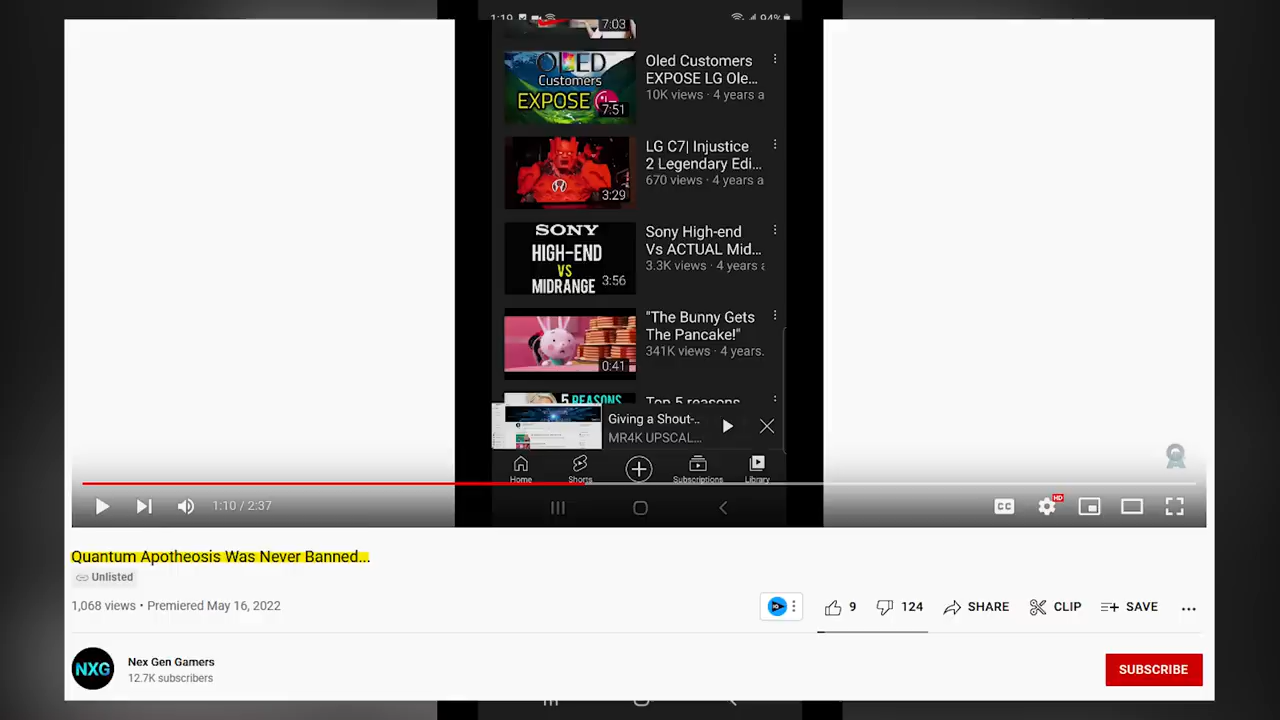 1:19
94%
7:03
OLED
Customers
EXPOSE
7:51
Oled Customers
EXPOSE LG Ole...
10K views · 4 years a
3:29
LG C7| Injustice
2 Legendary Edi...
670 views · 4 years a
SONY
HIGH-END
VS
MIDRANGE
3:56
Sony High-end
Vs ACTUAL Mid...
3.3K views · 4 years a
0:41
"The Bunny Gets
The Pancake!"
341K views · 4 years.
5 REASONS
Top 5 reasons
Giving a Shout-..
MR4K UPSCAL...
Home
Shorts
Subscriptions
Library
1:10 / 2:37
CC
HD
Quantum Apotheosis Was Never Banned...
Unlisted
1,068 views • Premiered May 16, 2022
9
124
SHARE
CLIP
SAVE
NXG
Nex Gen Gamers
12.7K subscribers
SUBSCRIBE